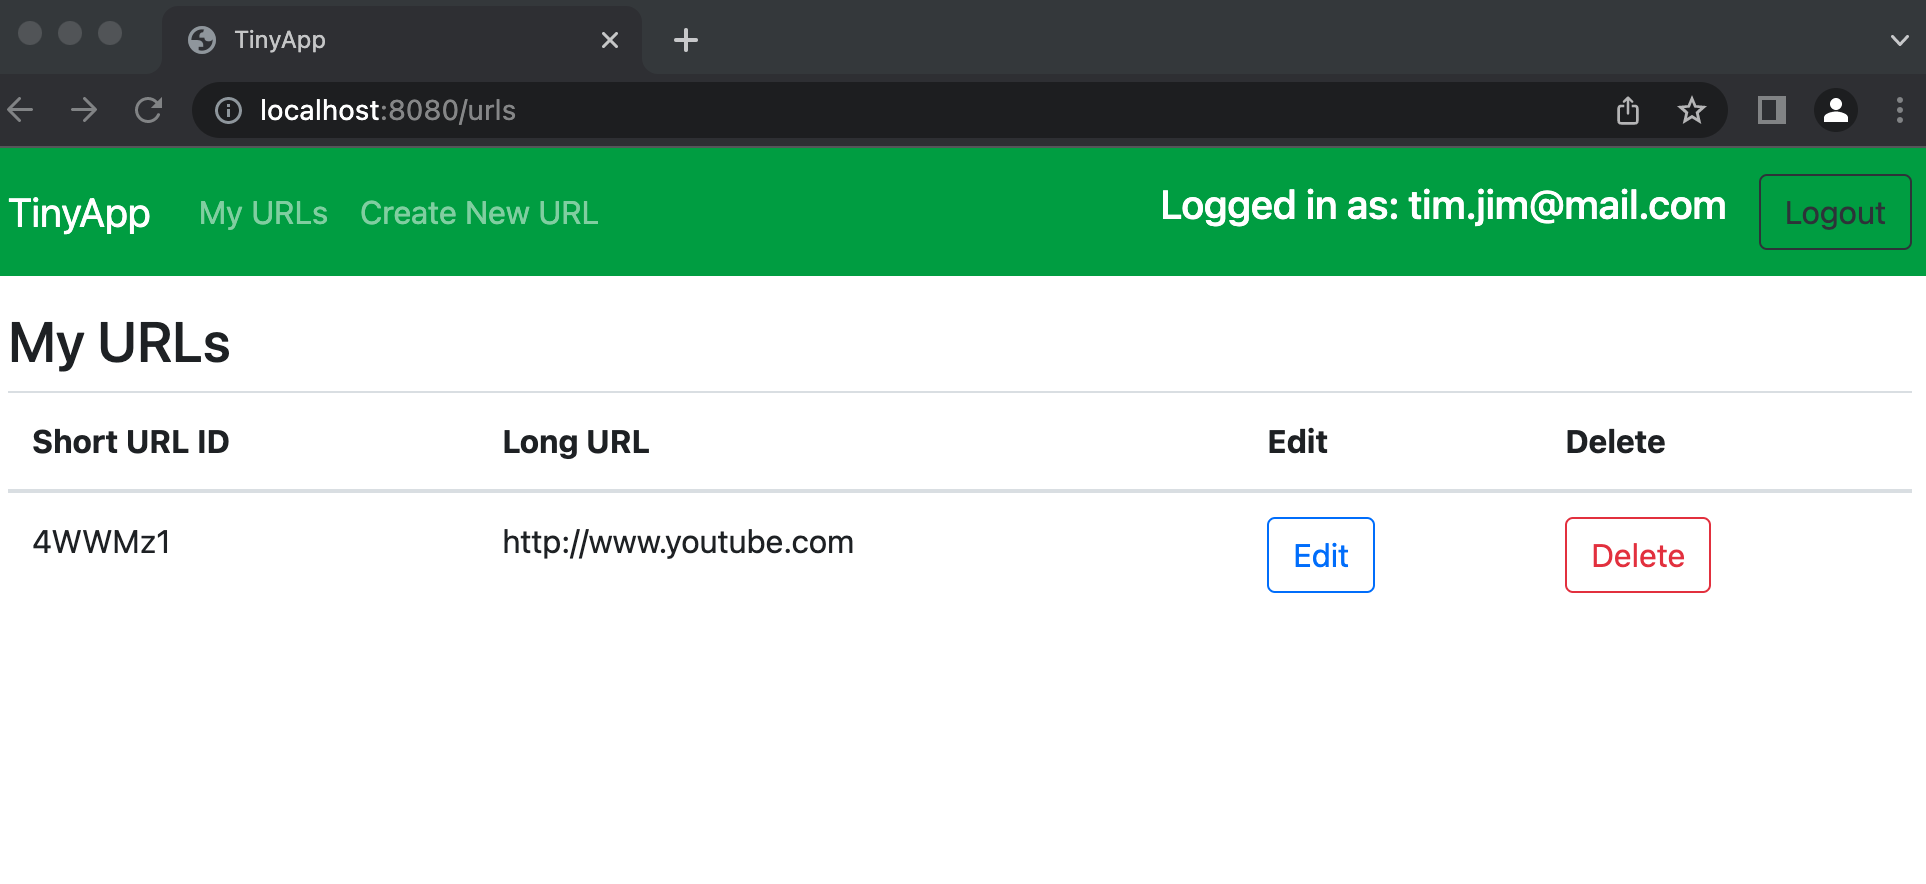 TinyApp
localhost:8080/urls
TinyApp My URLs Create New URL Logged in as: tim.jim@mail.com Logout
My URLs
Short URL ID Long URL Edit Delete
4WWMz1 http://www.youtube.com Edit Delete